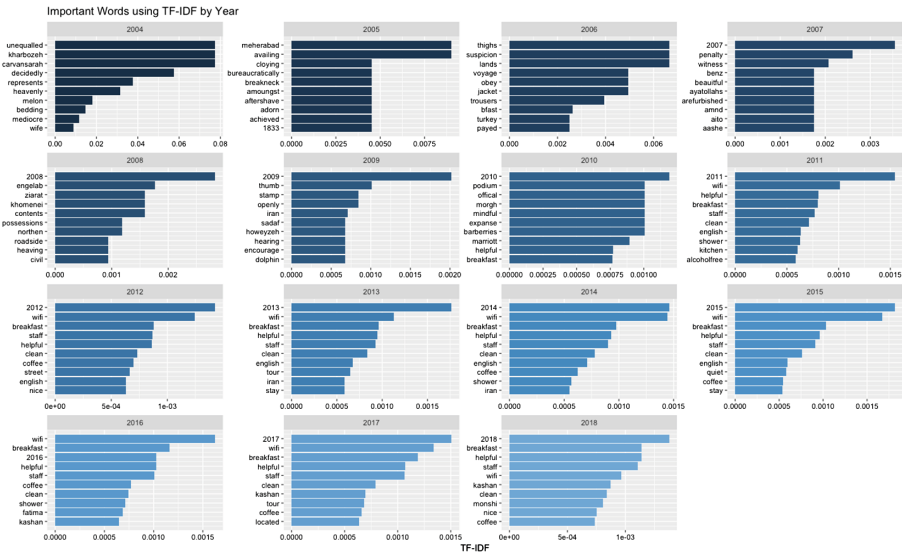 Important Words using TF-IDF by Year
2004
unequalled
kharbozeh
carvansarah
decidedly
represents
heavenly
melon
bedding
mediocre
wife
0.00 0.02 0.04 0.06 0.08
2005
meherabad
availing
cloying
bureaucratically
breakneck
amoungst
aftershave
adorn
achieved
1833
0.0000 0.0025 0.0050 0.0075
2006
thighs
suspicion
lands
voyage
obey
jacket
trousers
bfast
turkey
payed
0.000 0.002 0.004 0.006
2007
2007
penalty
witness
benz
beauitful
ayatollahs
arefurbished
amnd
aito
aashe
0.000 0.001 0.002 0.003
2008
2008
engelab
ziarat
khomenei
contents
possessions
northen
roadside
heaving
civil
0.000 0.001 0.002
2009
2009
thumb
stamp
openly
iran
sadaf
howeyzeh
hearing
encourage
dolphin
0.0000 0.0005 0.0010 0.0015 0.0020
2010
2010
podium
offical
morgh
mindful
expanse
barberries
marriott
helpful
breakfast
0.00000 0.00025 0.00050 0.00075 0.00100
2011
2011
wifi
helpful
breakfast
staff
clean
english
shower
kitchen
alcoholfree
0.0000 0.0005 0.0010 0.0015
2012
2012
wifi
breakfast
staff
helpful
clean
coffee
street
english
nice
0e+00 5e-04 1e-03
2013
2013
wifi
breakfast
helpful
staff
clean
english
tour
iran
stay
0.0000 0.0005 0.0010 0.0015
2014
2014
wifi
breakfast
helpful
staff
clean
english
coffee
shower
iran
0.0000 0.0005 0.0010 0.0015
2015
2015
wifi
breakfast
helpful
staff
clean
english
quiet
coffee
stay
0.0000 0.0005 0.0010 0.0015
2016
wifi
breakfast
2016
helpful
staff
coffee
clean
shower
fatima
kashan
0.0000 0.0005 0.0010 0.0015
2017
2017
wifi
breakfast
helpful
staff
clean
kashan
tour
coffee
located
0.0000 0.0005 0.0010 0.0015
2018
2018
breakfast
helpful
staff
wifi
kashan
clean
monshi
nice
coffee
0e+00 5e-04 1e-03
TF-IDF